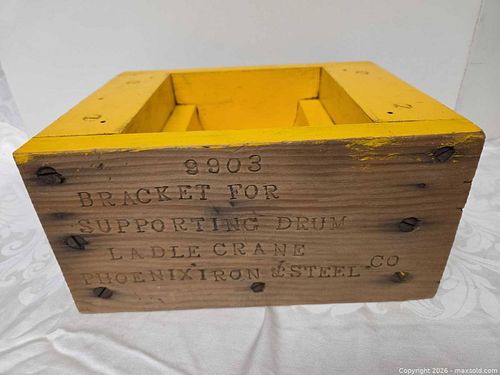 9903
BRACKET FOR
SUPPORTING DRUM
LADLE CRANE
PHOENIX IRON & STEEL CO
Copyright 2026 - maxsold.com